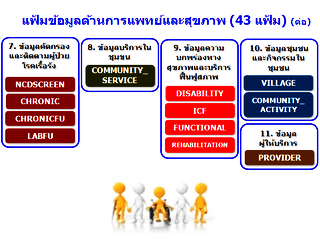 แฟ้มข้อมูลด้านการแพทย์และสุขภาพ (43 แฟ้ม) (ต่อ)
7. ข้อมูลคัดกรอง
และติดตามผู้ป่วย
โรคเรื้อรัง
NCDSCREEN
CHRONIC
CHRONICFU
LABFU
8. ข้อมูลบริการใน
ชุมชน
COMMUNITY_
SERVICE
9. ข้อมูลความ
บกพร่องทาง
สุขภาพและบริการ
ฟื้นฟูสภาพ
DISABILITY
ICF
FUNCTIONAL
REHABILITATION
10. ข้อมูลชุมชน
และกิจกรรมใน
ชุมชน
VILLAGE
COMMUNITY_
ACTIVITY
11. ข้อมูล
ผู้ให้บริการ
PROVIDER